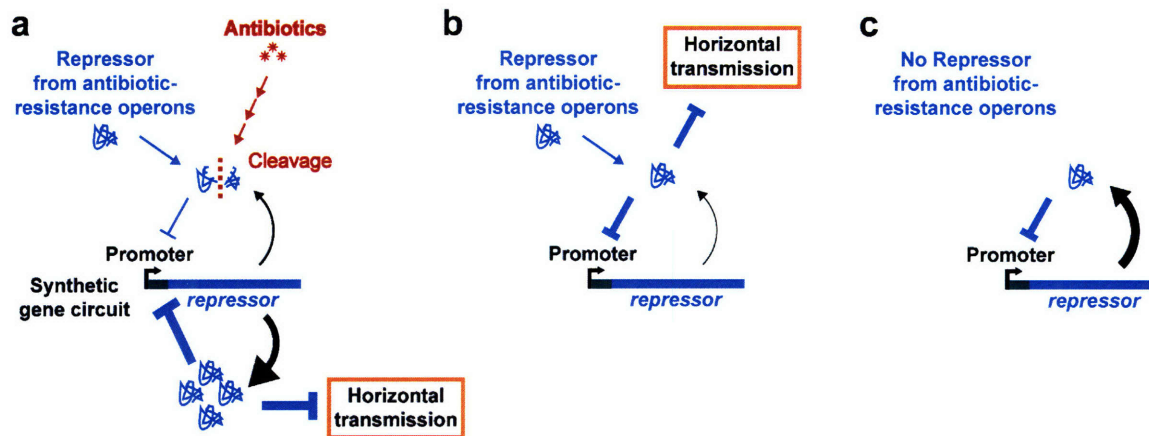 a
Antibiotics
Repressor
from antibiotic-
resistance operons
Cleavage
Promoter
Synthetic
gene circuit
repressor
Horizontal
transmission
b
Horizontal
transmission
Repressor
from antibiotic-
resistance operons
Promoter
repressor
c
No Repressor
from antibiotic-
resistance operons
Promoter
repressor